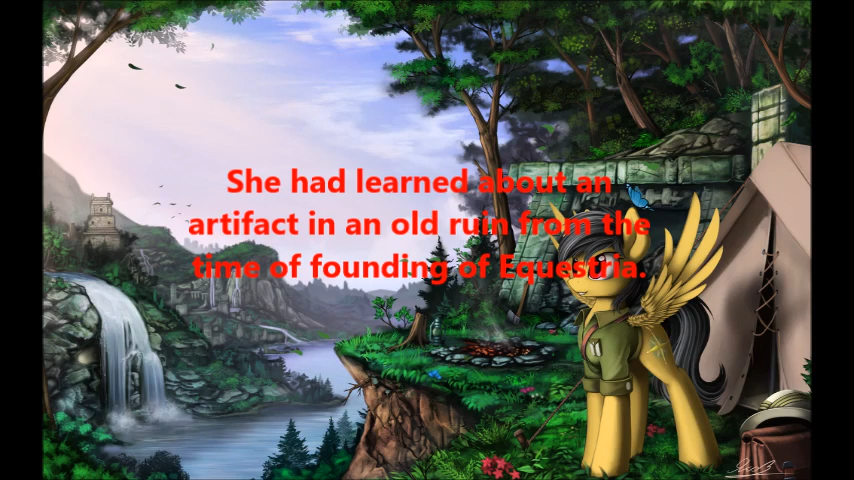 She had learned about an
artifact in an old ruin from the
time of founding of Equestria.